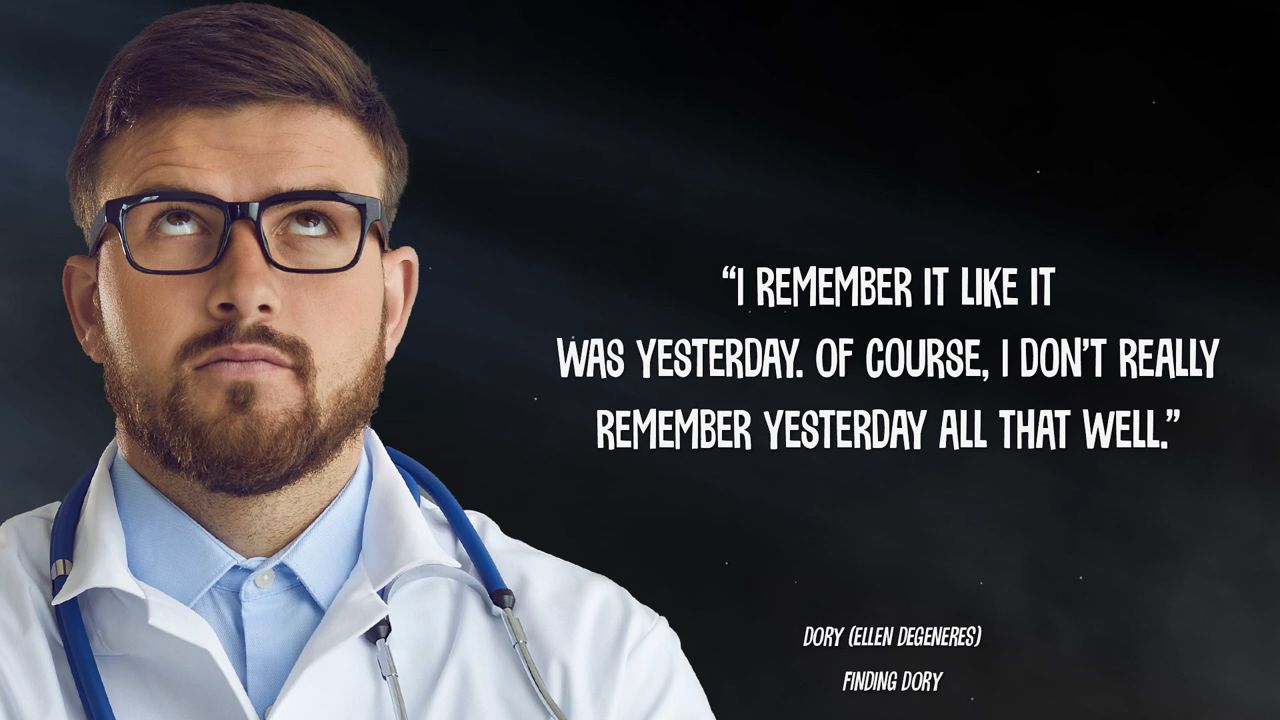 “I REMEMBER IT LIKE IT
WAS YESTERDAY. OF COURSE, I DON’T REALLY
REMEMBER YESTERDAY ALL THAT WELL.”
DORY (ELLEN DEGENERES)
FINDING DORY